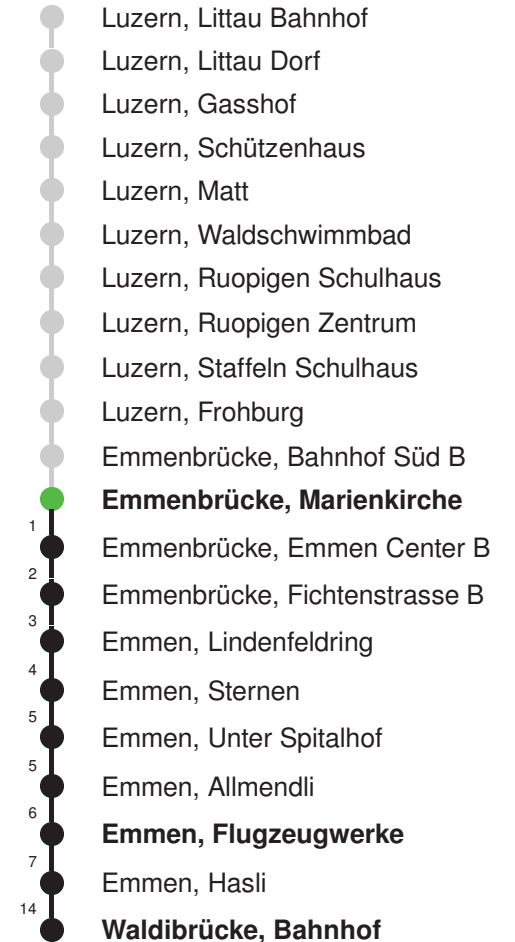 Luzern, Littau Bahnhof
Luzern, Littau Dorf
Luzern, Gasshof
Luzern, Schützenhaus
Luzern, Matt
Luzern, Waldschwimmbad
Luzern, Ruopigen Schulhaus
Luzern, Ruopigen Zentrum
Luzern, Staffeln Schulhaus
Luzern, Frohburg
Emmenbrücke, Bahnhof Süd B
Emmenbrücke, Marienkirche
1 Emmenbrücke, Emmen Center B
2 Emmenbrücke, Fichtenstrasse B
3 Emmen, Lindenfeldring
4 Emmen, Sternen
5 Emmen, Unter Spitalhof
5 Emmen, Allmendli
6 Emmen, Flugzeugwerke
7 Emmen, Hasli
14 Waldibrücke, Bahnhof